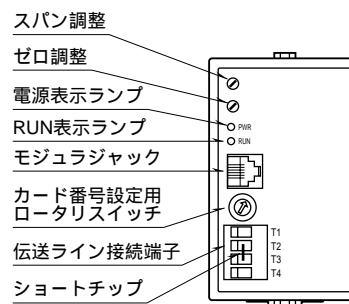 スパン調整
ゼロ調整
電源表示ランプ
PWR
RUN表示ランプ
RUN
モジュラジャック
カード番号設定用
ロータリスイッチ
T1
伝送ライン接続端子
T2
T3
ショートチップ
T4